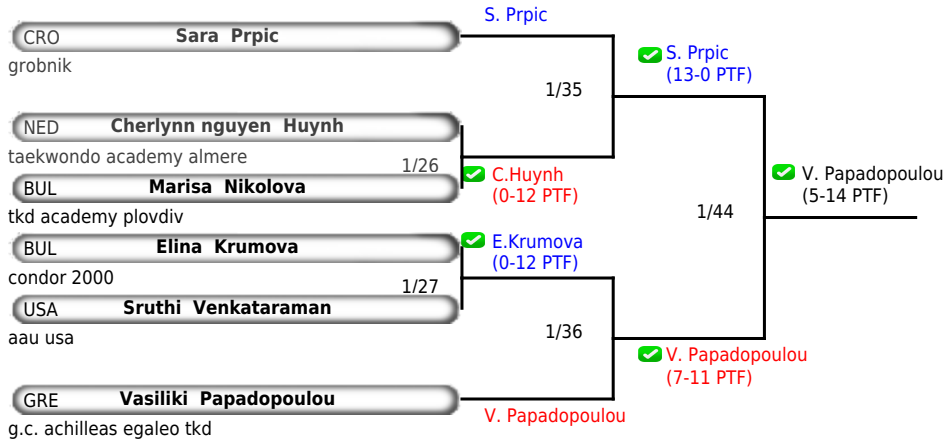 S. Prpic
CRO Sara Prpic
grobnik
S. Prpic
(13-0 PTF)
1/35
NED Cherlynn nguyen Huynh
taekwondo academy almere
1/26
C.Huynh
(0-12 PTF)
BUL Marisa Nikolova
tkd academy plovdiv
V. Papadopoulou
(5-14 PTF)
1/44
BUL Elina Krumova
condor 2000
E.Krumova
(0-12 PTF)
1/27
USA Sruthi Venkataraman
aau usa
1/36
V. Papadopoulou
(7-11 PTF)
GRE Vasiliki Papadopoulou
g.c. achilleas egaleo tkd
V. Papadopoulou